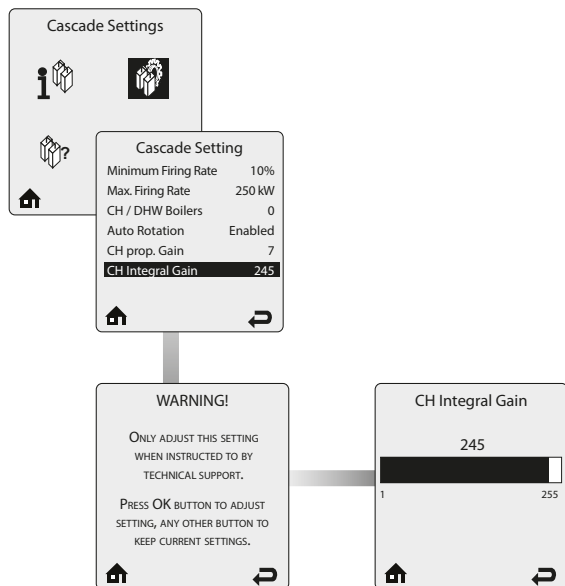 Cascade Settings
?
Cascade Setting
Minimum Firing Rate 10%
Max. Firing Rate 250 kW
CH / DHW Boilers 0
Auto Rotation Enabled
CH prop. Gain 7
CH Integral Gain 245
WARNING!
ONLY ADJUST THIS SETTING
WHEN INSTRUCTED TO BY
TECHNICAL SUPPORT.
PRESS OK BUTTON TO ADJUST
SETTING, ANY OTHER BUTTON TO
KEEP CURRENT SETTINGS.
CH Integral Gain
245
1 255